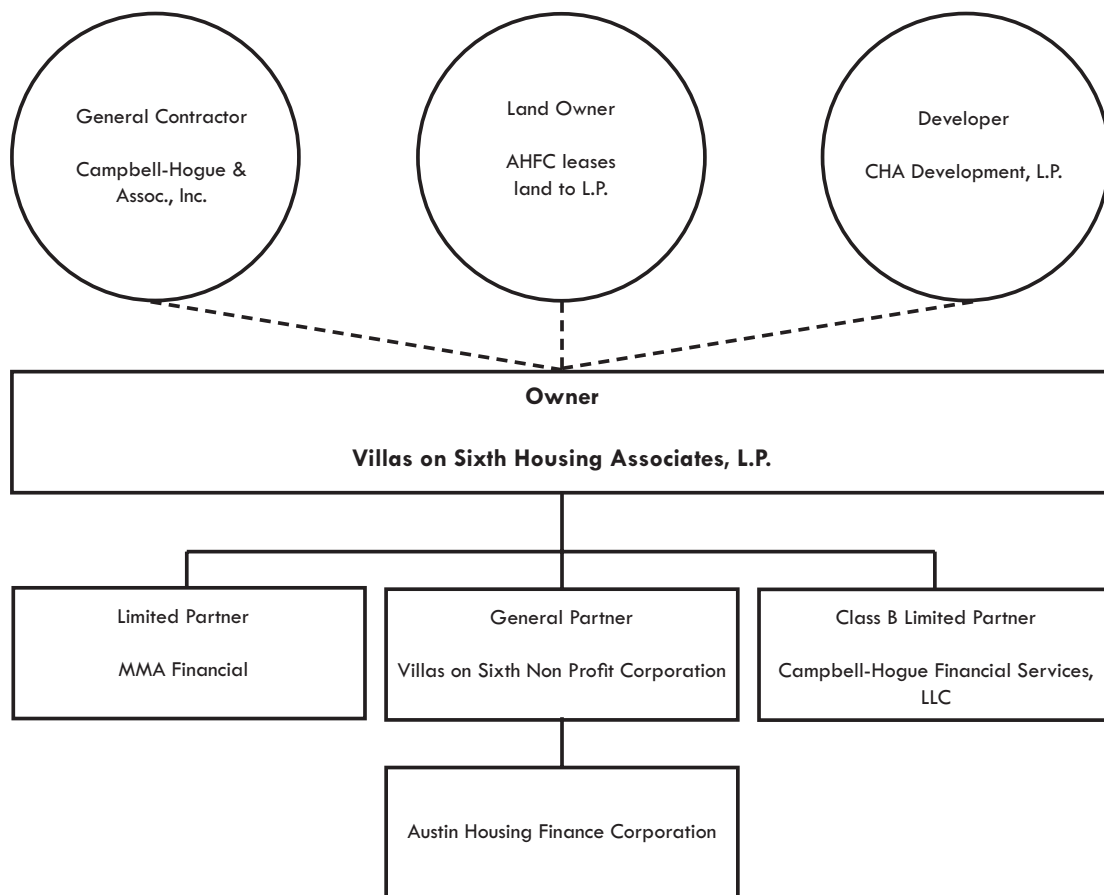 General Contractor
Campbell-Hogue &
Assoc., Inc.
Land Owner
AHFC leases
land to L.P.
Developer
CHA Development, L.P.
Owner
Villas on Sixth Housing Associates, L.P.
Limited Partner
MMA Financial
General Partner
Villas on Sixth Non Profit Corporation
Class B Limited Partner
Campbell-Hogue Financial Services,
LLC
Austin Housing Finance Corporation